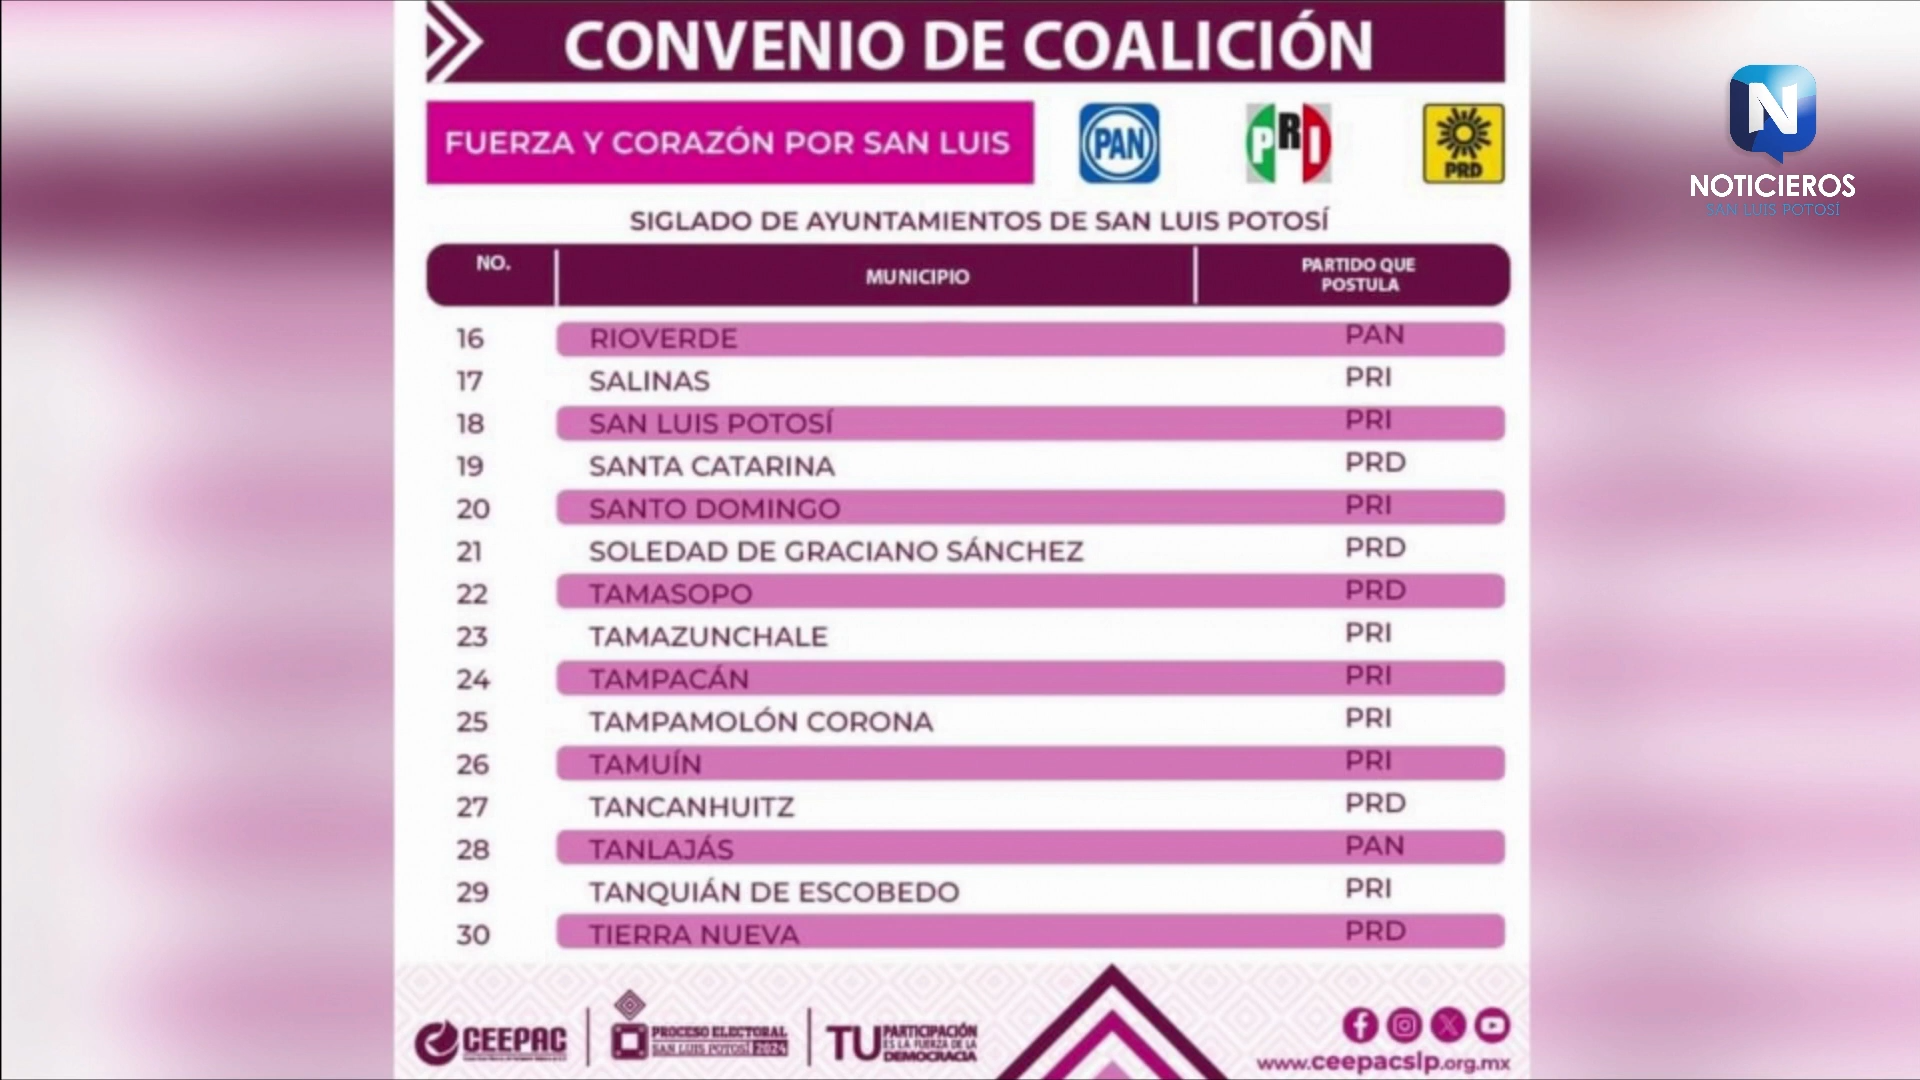 CONVENIO DE COALICIÓN
FUERZA Y CORAZÓN POR SAN LUIS
PAN
PRI
PRD
N
NOTICIEROS
SAN LUIS POTOSÍ
SIGLADO DE AYUNTAMIENTOS DE SAN LUIS POTOSÍ
NO. MUNICIPIO PARTIDO QUE POSTULA
16 RIOVERDE PAN
17 SALINAS PRI
18 SAN LUIS POTOSÍ PRI
19 SANTA CATARINA PRD
20 SANTO DOMINGO PRI
21 SOLEDAD DE GRACIANO SÁNCHEZ PRD
22 TAMASOPO PRD
23 TAMAZUNCHALE PRI
24 TAMPACÁN PRI
25 TAMPAMOLÓN CORONA PRI
26 TAMUÍN PRI
27 TANCANHUITZ PRD
28 TANLAJÁS PAN
29 TANQUIÁN DE ESCOBEDO PRI
30 TIERRA NUEVA PRD
CEEPAC
PROCESO ELECTORAL
SAN LUIS POTOSÍ 2024
TU PARTICIPACIÓN
ES LA FUERZA DE LA
DEMOCRACIA
www.ceepacslp.org.mx